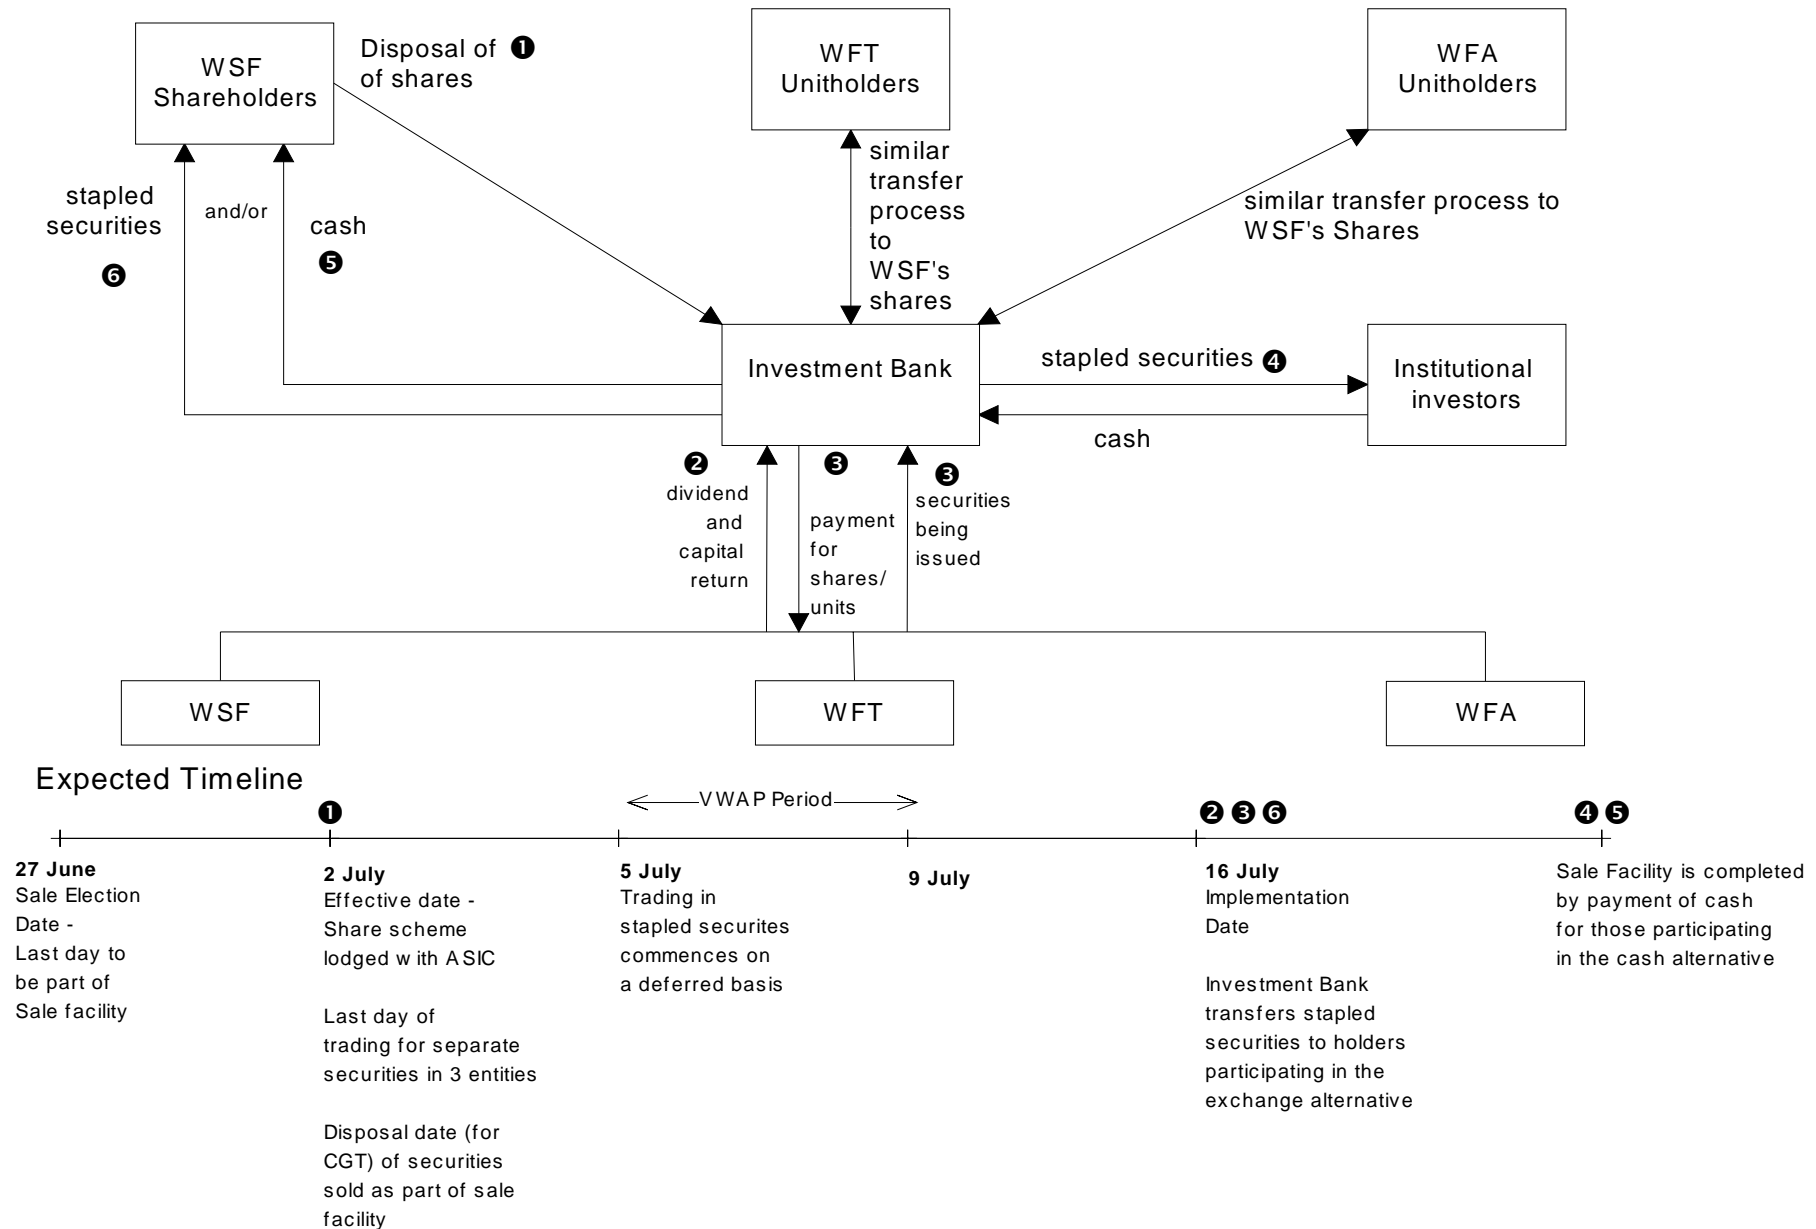 WSF
Shareholders
Disposal of ❶
of shares
WFT
Unitholders
WFA
Unitholders
stapled
securities
❻
and/or
cash
❺
similar
transfer
process
to
WSF's
shares
similar transfer process to
WSF's Shares
Investment Bank
stapled securities ❹
cash
Institutional
investors
❷
dividend
and
capital
return
❸
payment
for
shares/
units
❸
securities
being
issued
WSF
WFT
WFA
Expected Timeline
❶
VWAP Period
❷ ❸ ❻
❹ ❺
27 June
Sale Election
Date -
Last day to
be part of
Sale facility
2 July
Effective date -
Share scheme
lodged with ASIC
Last day of
trading for separate
securities in 3 entities
Disposal date (for
CGT) of securities
sold as part of sale
facility
5 July
Trading in
stapled securites
commences on
a deferred basis
9 July
16 July
Implementation
Date
Investment Bank
transfers stapled
securities to holders
participating in the
exchange alternative
Sale Facility is completed
by payment of cash
for those participating
in the cash alternative